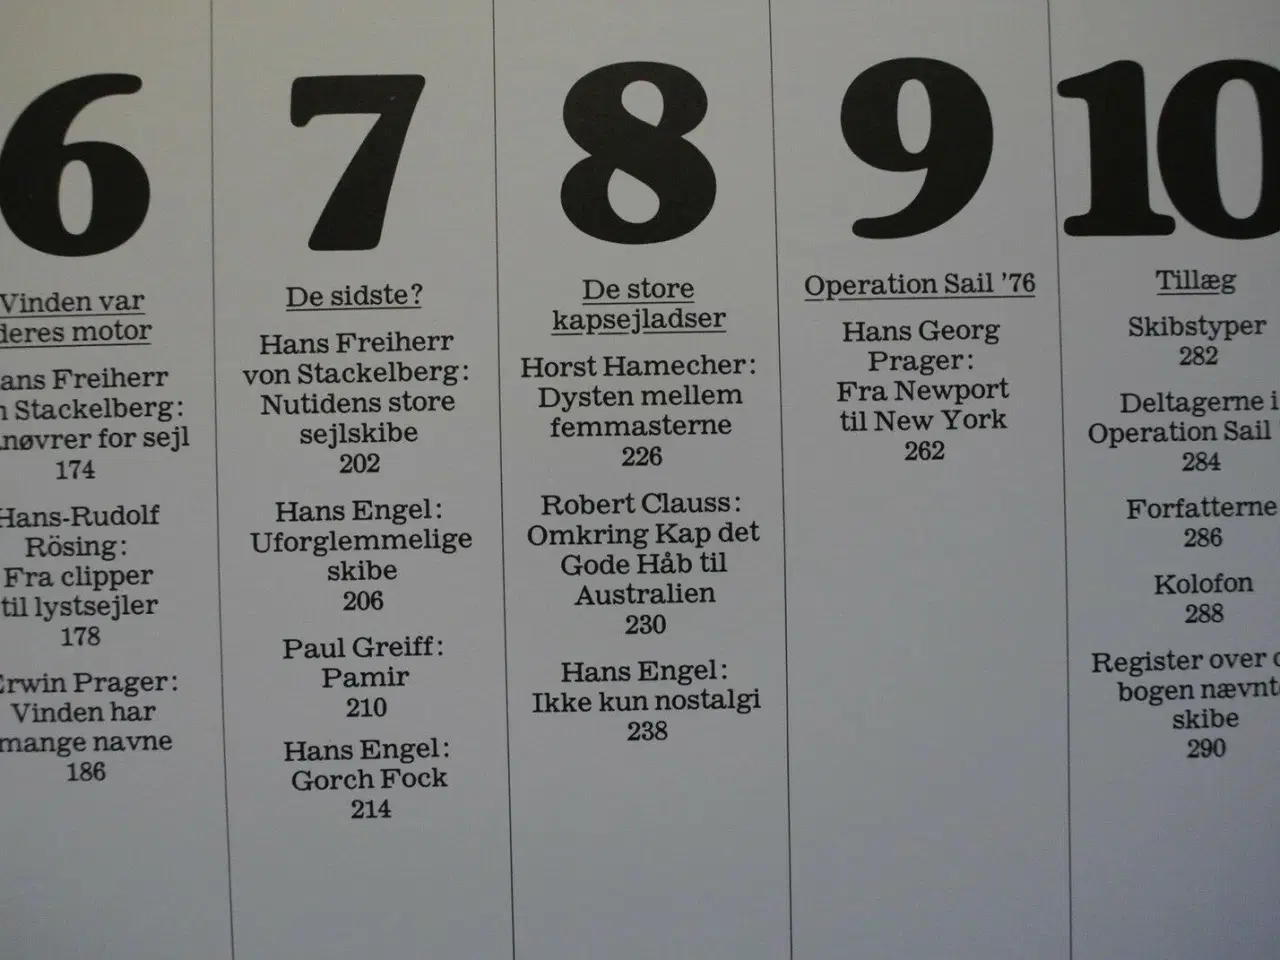 6
Vinden var
deres motor
Hans Freiherr
Stackelberg:
for sejl
174
Hans-Rudolf
Rösing:
Fra clipper
til lystsejler
178
Erwin Prager:
Vinden har
mange navne
186
7
De sidste?
Hans Freiherr
von Stackelberg:
Nutidens store
sejlskibe
202
Hans Engel:
Uforglemmelige
skibe
206
Paul Greiff:
Pamir
210
Hans Engel:
Gorch Fock
214
8
De store
kapsejladser
Horst Hamecher:
Dysten mellem
femmasterne
226
Robert Clauss:
Omkring Kap det
Gode Håb til
Australien
230
Hans Engel:
Ikke kun nostalgi
238
9
Operation Sail ’76
Hans Georg
Prager:
Fra Newport
til New York
262
10
Tillæg
Skibstyper
282
Deltagerne i
Operation Sail
284
Forfatterne
286
Kolofon
288
Register over
bogen
skibe
290